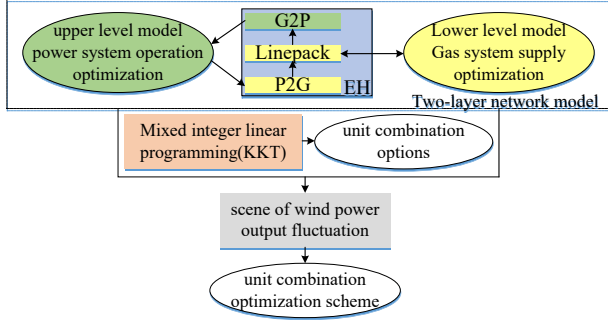 upper level model
power system operation
optimization
G2P
Linepack
P2G
EH
Lower level model
Gas system supply
optimization
Two-layer network model
Mixed integer linear
programming(KKT)
unit combination
options
scene of wind power
output fluctuation
unit combination
optimization scheme